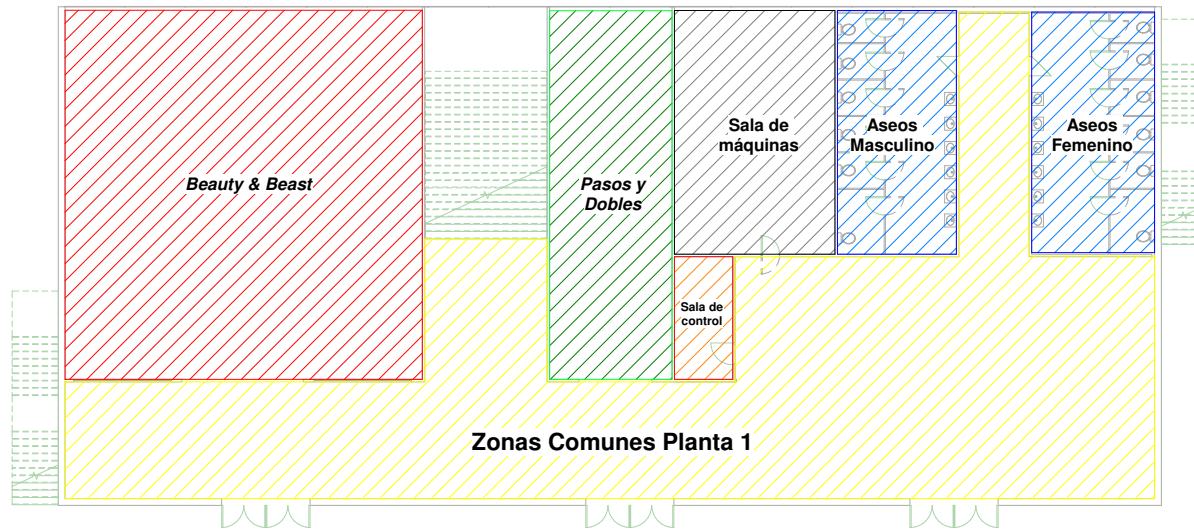 Beauty & Beast
Pasos y
Dobles
Sala de
máquinas
Aseos
Masculino
Aseos
Femenino
Sala de
control
Zonas Comunes Planta 1